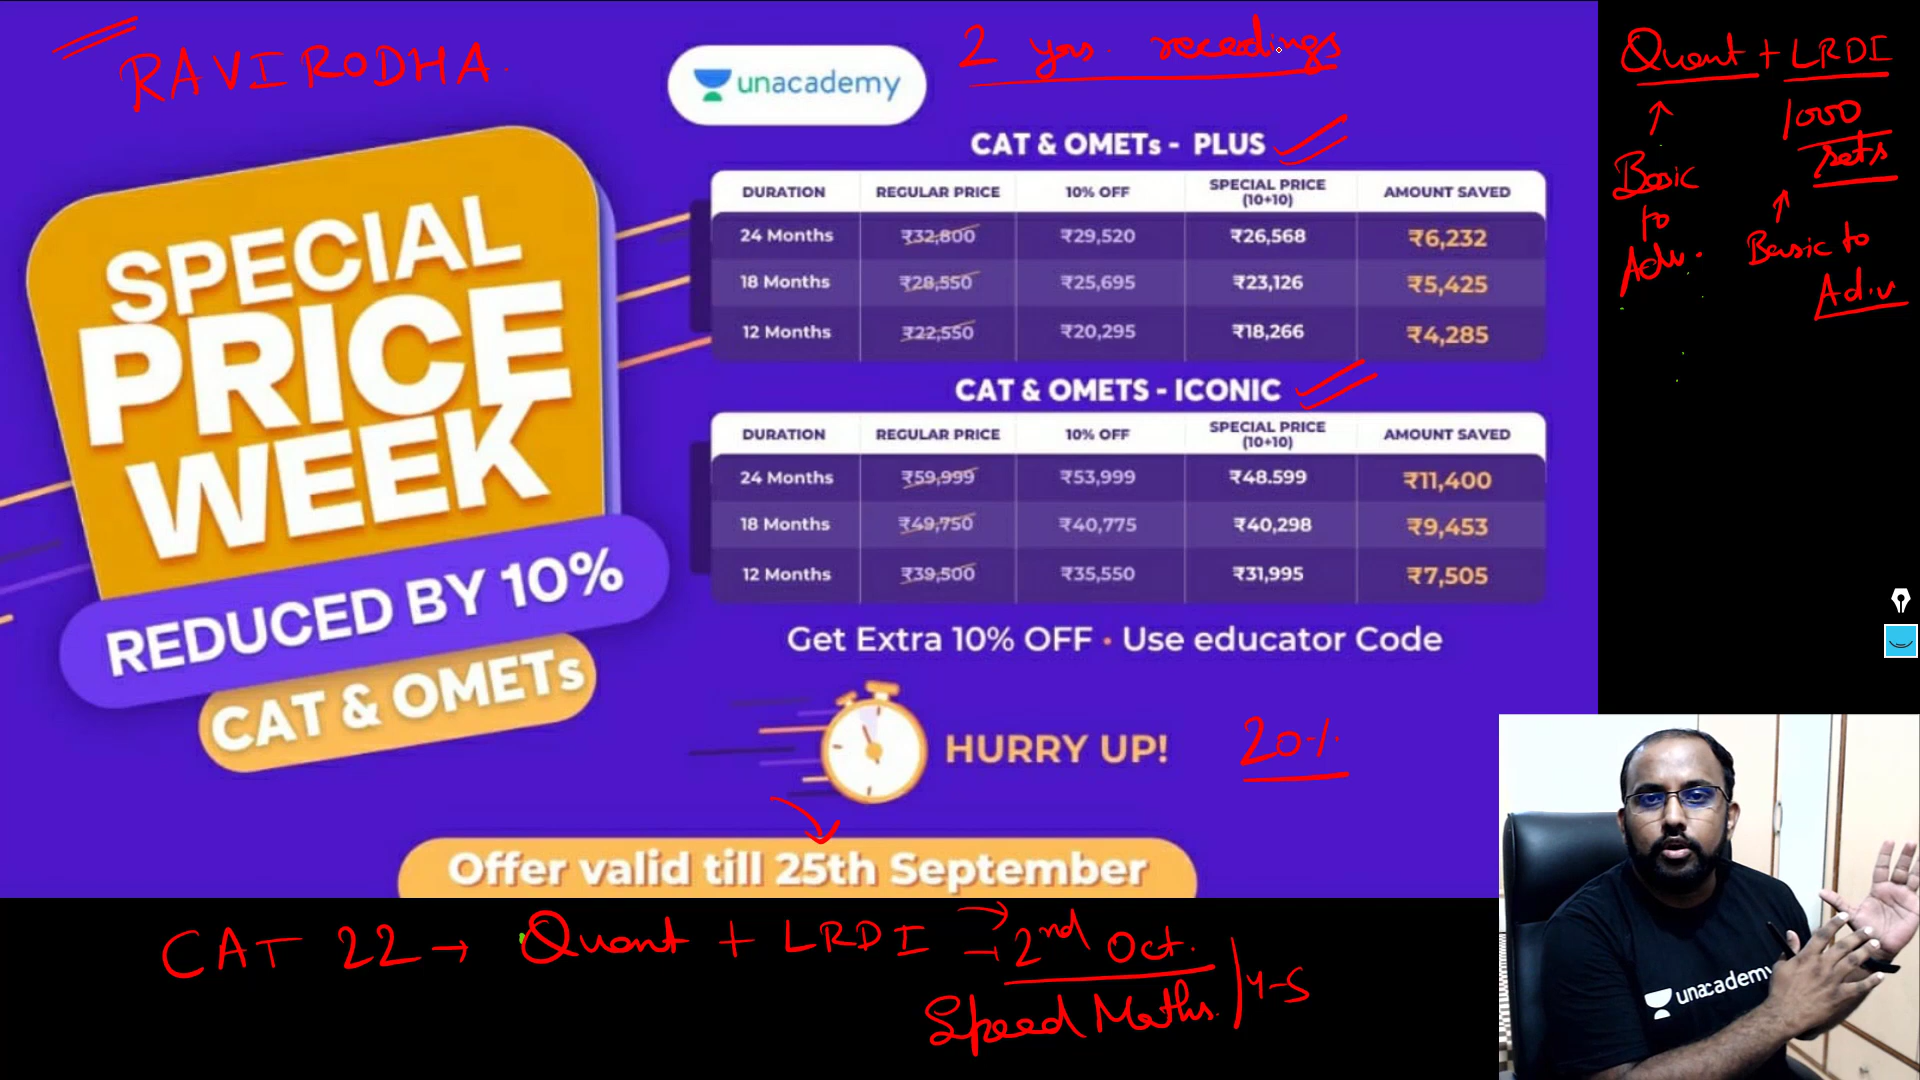 RAVIRODHA.
2 yrs. recordings
unacademy
SPECIAL
PRICE
WEEK
REDUCED BY 10%
CAT & OMETs
CAT & OMETs - PLUS
DURATION REGULAR PRICE 10% OFF SPECIAL PRICE (10+10) AMOUNT SAVED
24 Months ₹32,800 ₹29,520 ₹26,568 ₹6,232
18 Months ₹28,550 ₹25,695 ₹23,126 ₹5,425
12 Months ₹22,550 ₹20,295 ₹18,266 ₹4,285
CAT & OMETS - ICONIC
DURATION REGULAR PRICE 10% OFF SPECIAL PRICE (10+10) AMOUNT SAVED
24 Months ₹59,999 ₹53,999 ₹48.599 ₹11,400
18 Months ₹49,750 ₹40,775 ₹40,298 ₹9,453
12 Months ₹39,500 ₹35,550 ₹31,995 ₹7,505
Get Extra 10% OFF • Use educator Code
HURRY UP!
20%
Offer valid till 25th September
CAT 22 → Quant + LRDI → 2nd Oct.
Speed Maths. 4-5
Quant + LRDI
1000
sets
Basic
to
Adv.
Basic to
Adv
unacademy